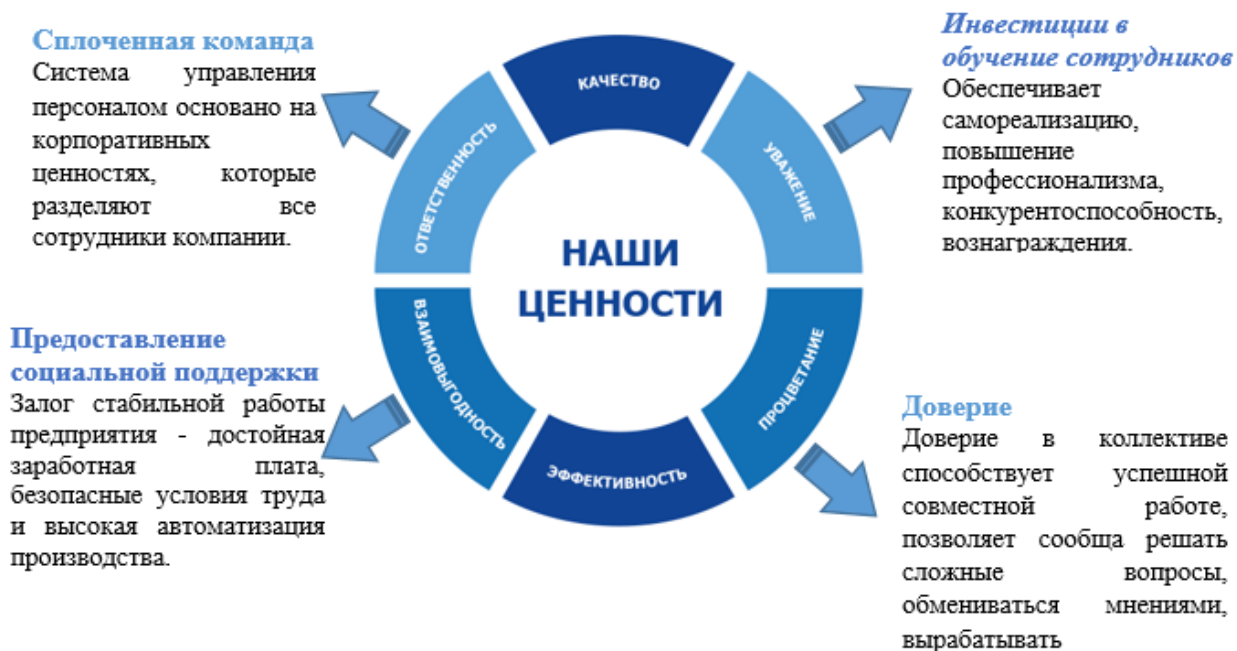 Сплоченная команда
Система управления
персоналом основано на
корпоративных
ценностях, которые
разделяют все
сотрудники компании.
Инвестиции в
обучение сотрудников
Обеспечивает
самореализацию,
повышение
профессионализма,
конкурентоспособность,
вознаграждения.
КАЧЕСТВО
УВАЖЕНИЕ
ПРОЦВЕТАНИЕ
ЭФФЕКТИВНОСТЬ
ВЗАИМОВЫГОДНОСТЬ
ОТВЕТСТВЕННОСТЬ
НАШИ
ЦЕННОСТИ
Предоставление
социальной поддержки
Залог стабильной работы
предприятия - достойная
заработная плата,
безопасные условия труда
и высокая автоматизация
производства.
Доверие
Доверие в коллективе
способствует успешной
совместной работе,
позволяет сообща решать
сложные вопросы,
обмениваться мнениями,
вырабатывать